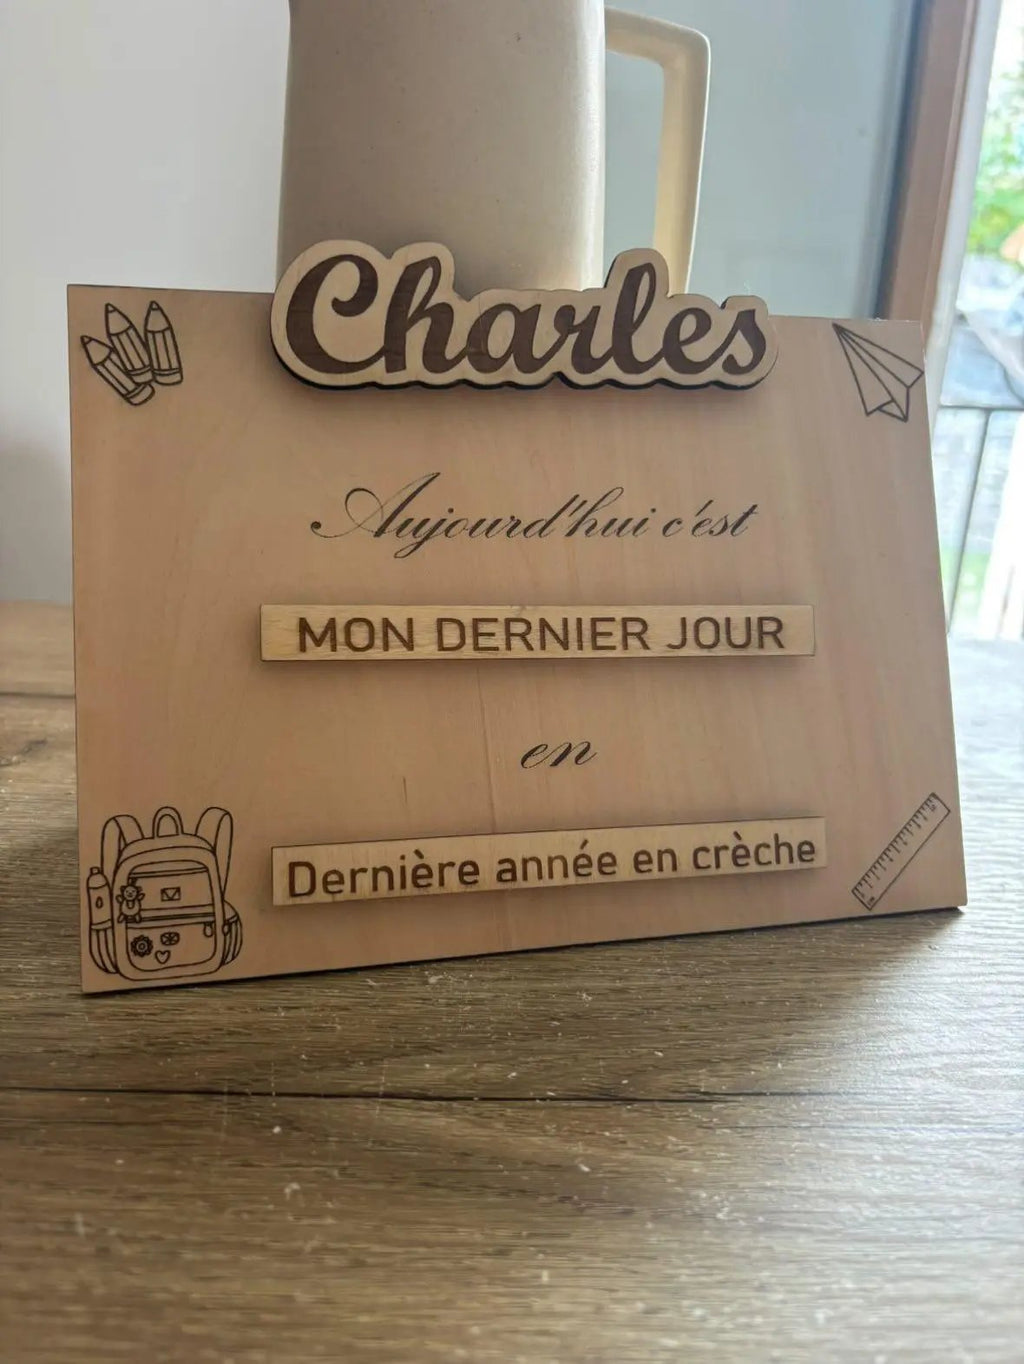 Charles
Aujourd'hui c'est
MON DERNIER JOUR
en
Dernière année en crèche